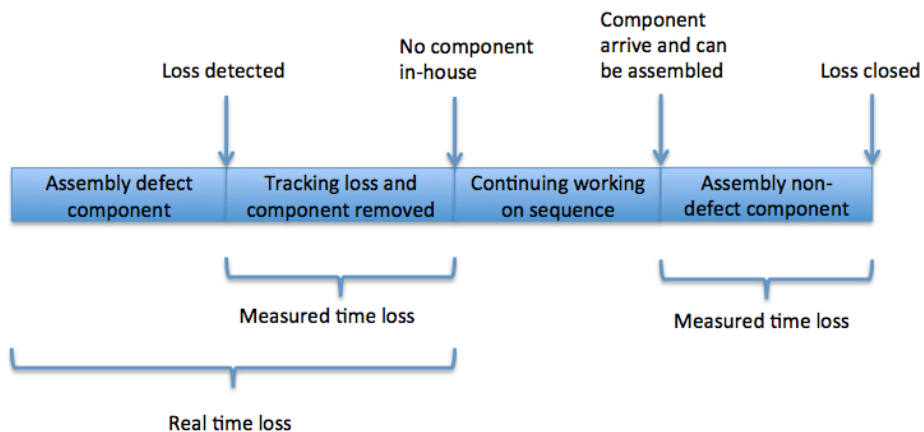 Loss detected
No component
in-house
Component
arrive and can
be assembled
Loss closed
Assembly defect
component
Tracking loss and
component removed
Continuing working
on sequence
Assembly non-
defect component
Measured time loss
Measured time loss
Real time loss